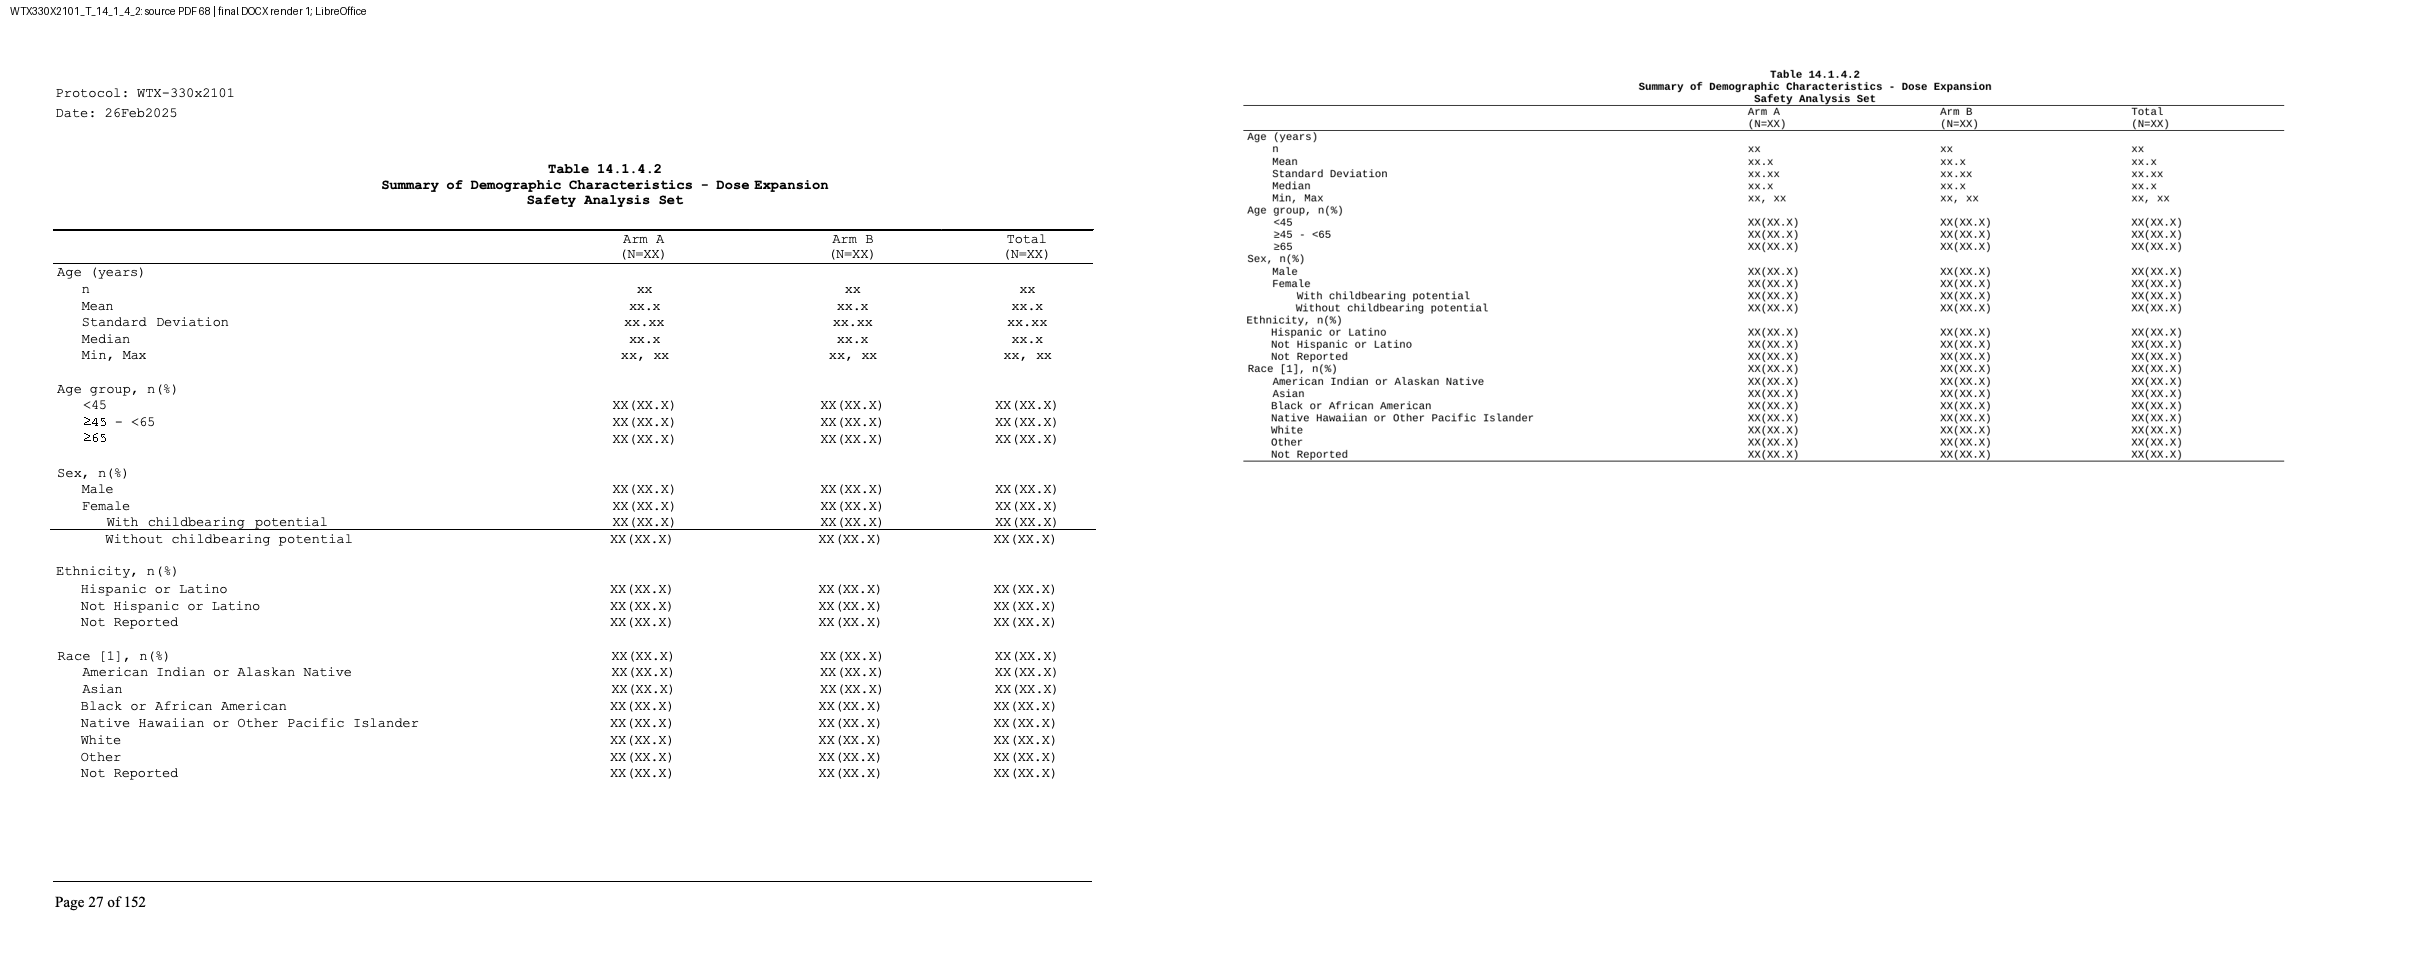 WTX330X2101_T_14_1_4_2: source PDF 68 | final DOCX render 1; LibreOffice
Protocol: WTX-330x2101
Date: 26Feb2025
Table 14.1.4.2
Summary of Demographic Characteristics - Dose Expansion
Safety Analysis Set
Arm A Arm B Total
(N=XX) (N=XX) (N=XX)
Age (years)
n xx xx xx
Mean xx.x xx.x xx.x
Standard Deviation xx.xx xx.xx xx.xx
Median xx.x xx.x xx.x
Min, Max xx, xx xx, xx xx, xx
Age group, n(%)
<45 XX(XX.X) XX(XX.X) XX(XX.X)
≥45 - <65 XX(XX.X) XX(XX.X) XX(XX.X)
≥65 XX(XX.X) XX(XX.X) XX(XX.X)
Sex, n(%)
Male XX(XX.X) XX(XX.X) XX(XX.X)
Female XX(XX.X) XX(XX.X) XX(XX.X)
With childbearing potential XX(XX.X) XX(XX.X) XX(XX.X)
Without childbearing potential XX(XX.X) XX(XX.X) XX(XX.X)
Ethnicity, n(%)
Hispanic or Latino XX(XX.X) XX(XX.X) XX(XX.X)
Not Hispanic or Latino XX(XX.X) XX(XX.X) XX(XX.X)
Not Reported XX(XX.X) XX(XX.X) XX(XX.X)
Race [1], n(%) XX(XX.X) XX(XX.X) XX(XX.X)
American Indian or Alaskan Native XX(XX.X) XX(XX.X) XX(XX.X)
Asian XX(XX.X) XX(XX.X) XX(XX.X)
Black or African American XX(XX.X) XX(XX.X) XX(XX.X)
Native Hawaiian or Other Pacific Islander XX(XX.X) XX(XX.X) XX(XX.X)
White XX(XX.X) XX(XX.X) XX(XX.X)
Other XX(XX.X) XX(XX.X) XX(XX.X)
Not Reported XX(XX.X) XX(XX.X) XX(XX.X)
Page 27 of 152
Table 14.1.4.2
Summary of Demographic Characteristics - Dose Expansion
Safety Analysis Set
Arm A Arm B Total
(N=XX) (N=XX) (N=XX)
Age (years)
n xx xx xx
Mean xx.x xx.x xx.x
Standard Deviation xx.xx xx.xx xx.xx
Median xx.x xx.x xx.x
Min, Max xx, xx xx, xx xx, xx
Age group, n(%)
<45 XX(XX.X) XX(XX.X) XX(XX.X)
≥45 - <65 XX(XX.X) XX(XX.X) XX(XX.X)
≥65 XX(XX.X) XX(XX.X) XX(XX.X)
Sex, n(%)
Male XX(XX.X) XX(XX.X) XX(XX.X)
Female XX(XX.X) XX(XX.X) XX(XX.X)
With childbearing potential XX(XX.X) XX(XX.X) XX(XX.X)
Without childbearing potential XX(XX.X) XX(XX.X) XX(XX.X)
Ethnicity, n(%)
Hispanic or Latino XX(XX.X) XX(XX.X) XX(XX.X)
Not Hispanic or Latino XX(XX.X) XX(XX.X) XX(XX.X)
Not Reported XX(XX.X) XX(XX.X) XX(XX.X)
Race [1], n(%) XX(XX.X) XX(XX.X) XX(XX.X)
American Indian or Alaskan Native XX(XX.X) XX(XX.X) XX(XX.X)
Asian XX(XX.X) XX(XX.X) XX(XX.X)
Black or African American XX(XX.X) XX(XX.X) XX(XX.X)
Native Hawaiian or Other Pacific Islander XX(XX.X) XX(XX.X) XX(XX.X)
White XX(XX.X) XX(XX.X) XX(XX.X)
Other XX(XX.X) XX(XX.X) XX(XX.X)
Not Reported XX(XX.X) XX(XX.X) XX(XX.X)